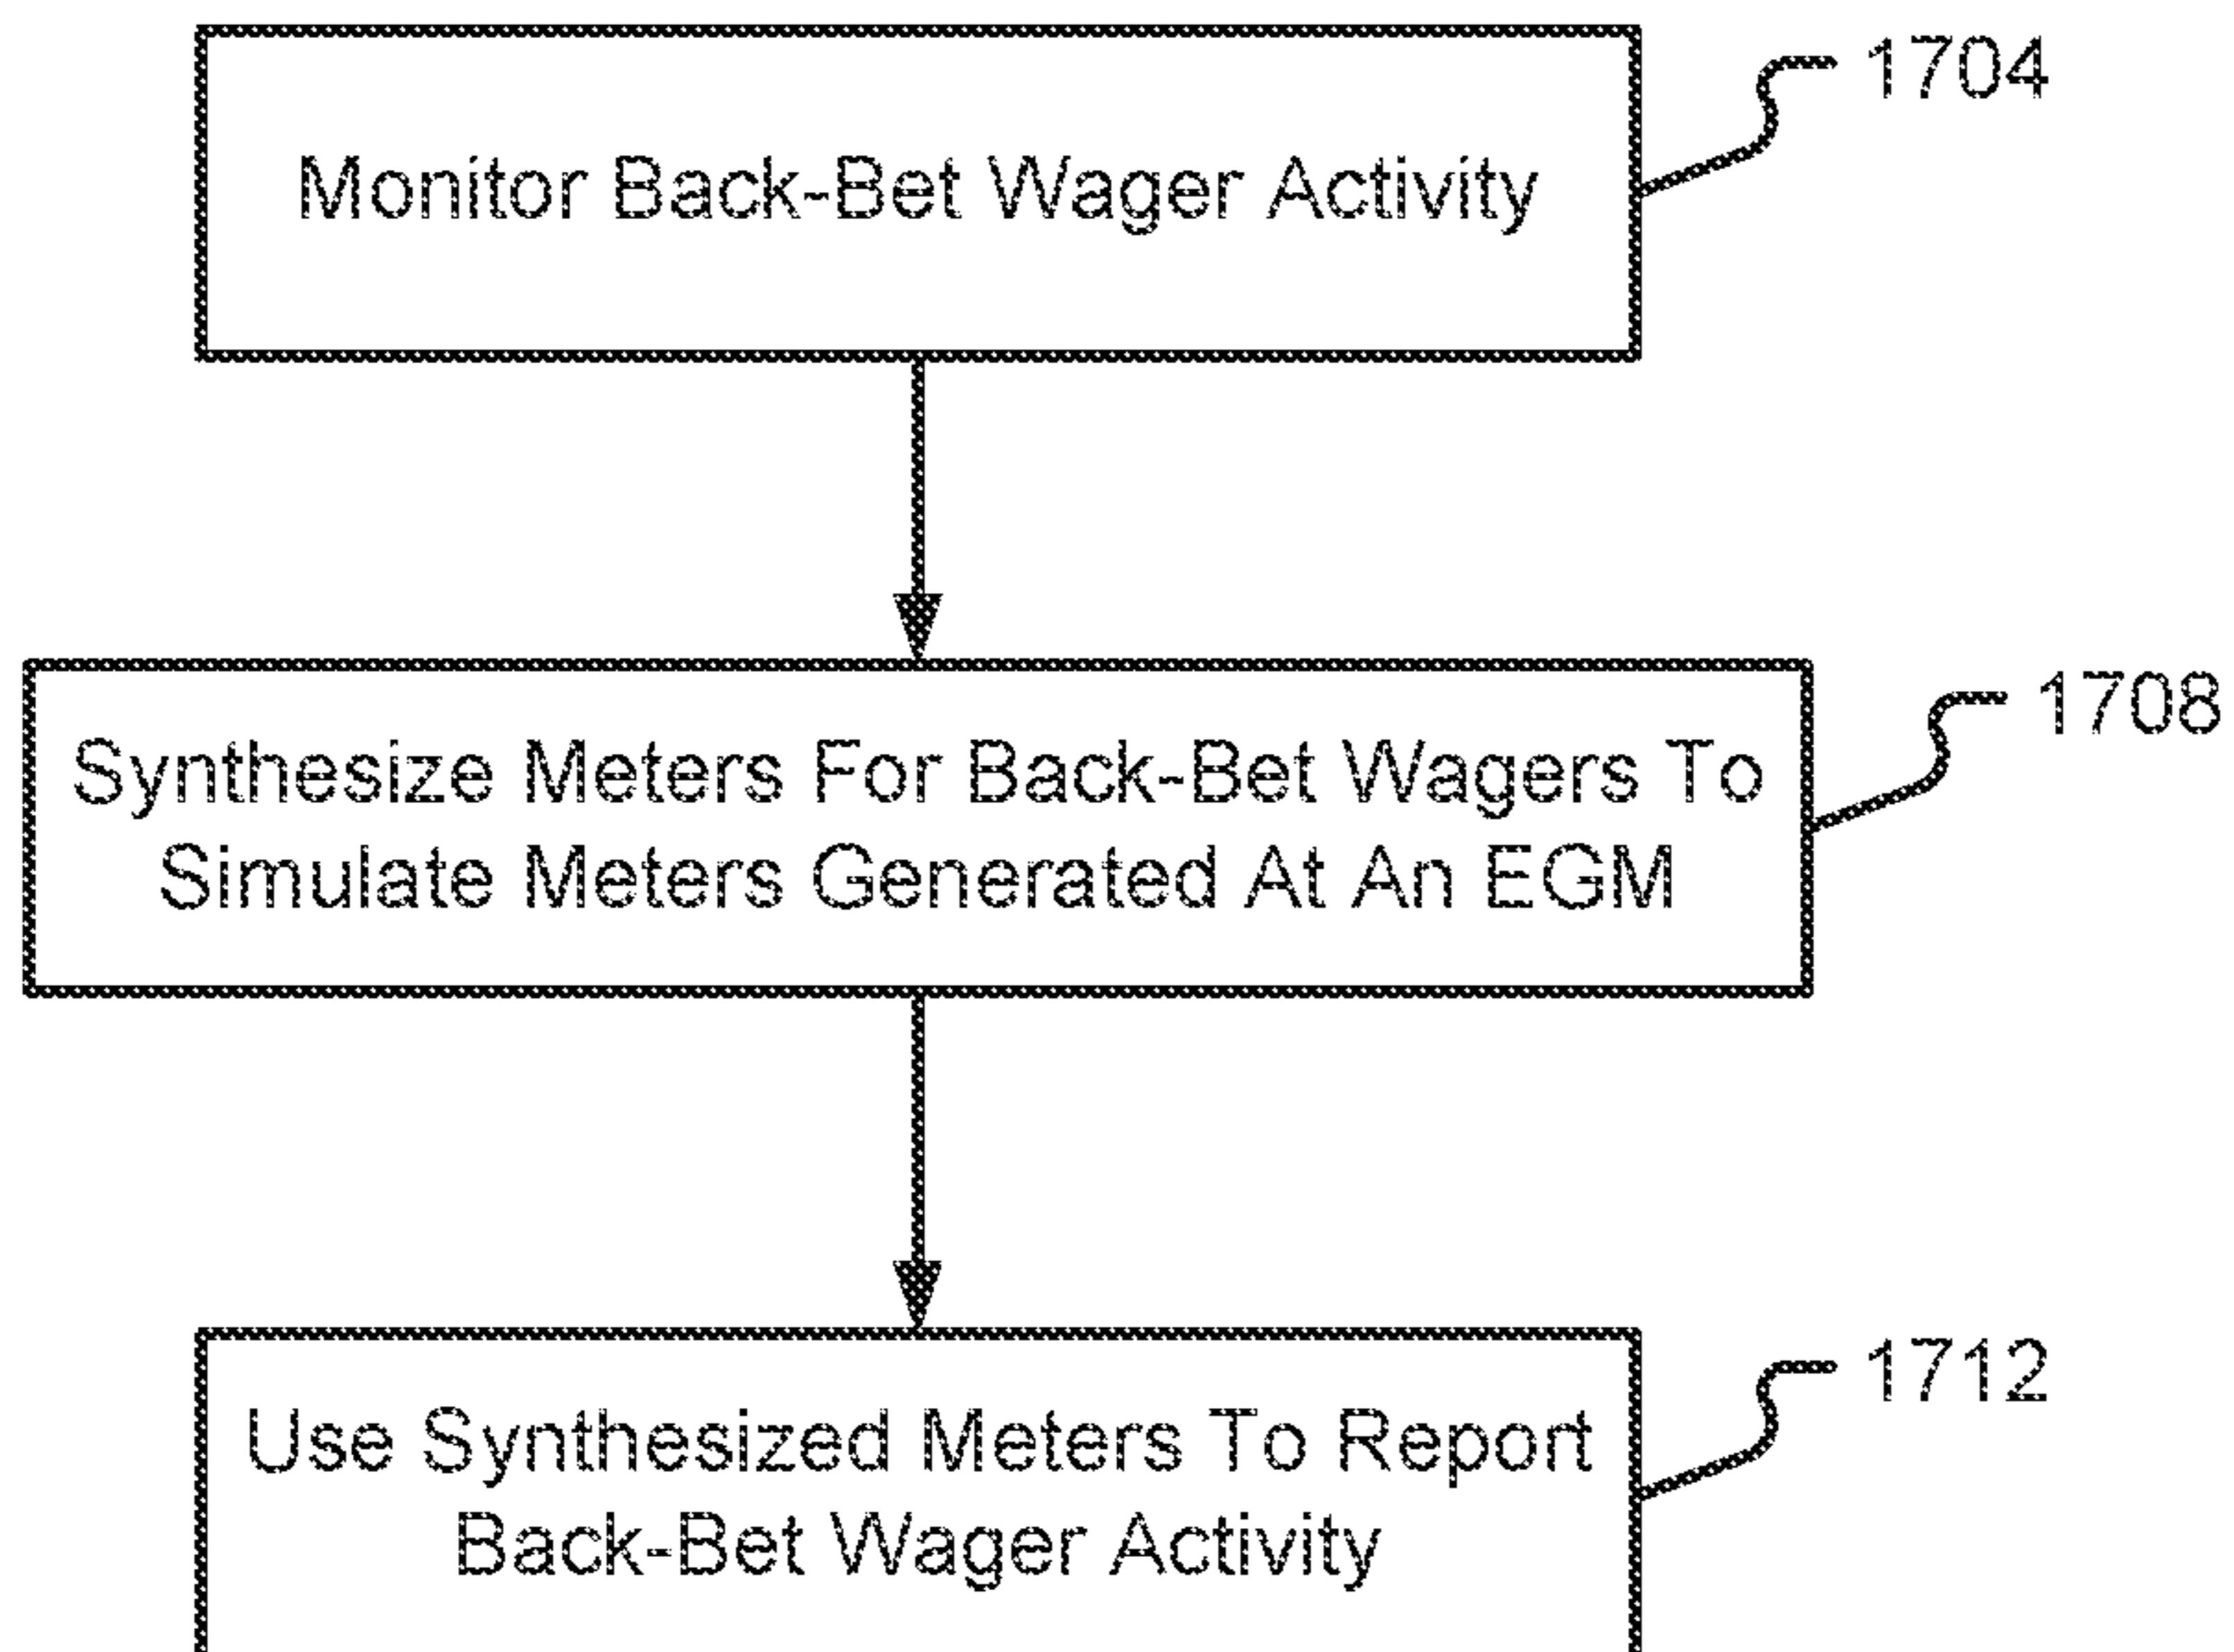 1704
Monitor Back-Bet Wager Activity
1708
Synthesize Meters For Back-Bet Wagers To
Simulate Meters Generated At An EGM
1712
Use Synthesized Meters To Report
Back-Bet Wager Activity